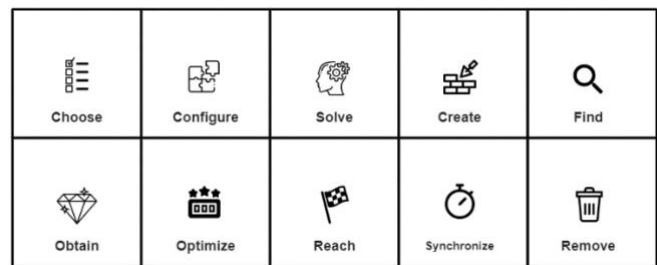 Choose
Configure
Solve
Create
Find
Obtain
Optimize
Reach
Synchronize
Remove